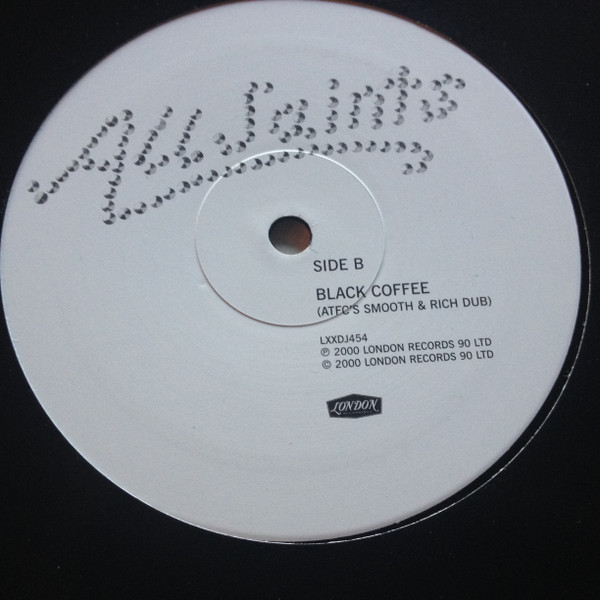 All Saints
SIDE B
BLACK COFFEE
(ATFC'S SMOOTH & RICH DUB)
LXXDJ454
℗ 2000 LONDON RECORDS 90 LTD
© 2000 LONDON RECORDS 90 LTD
LONDON